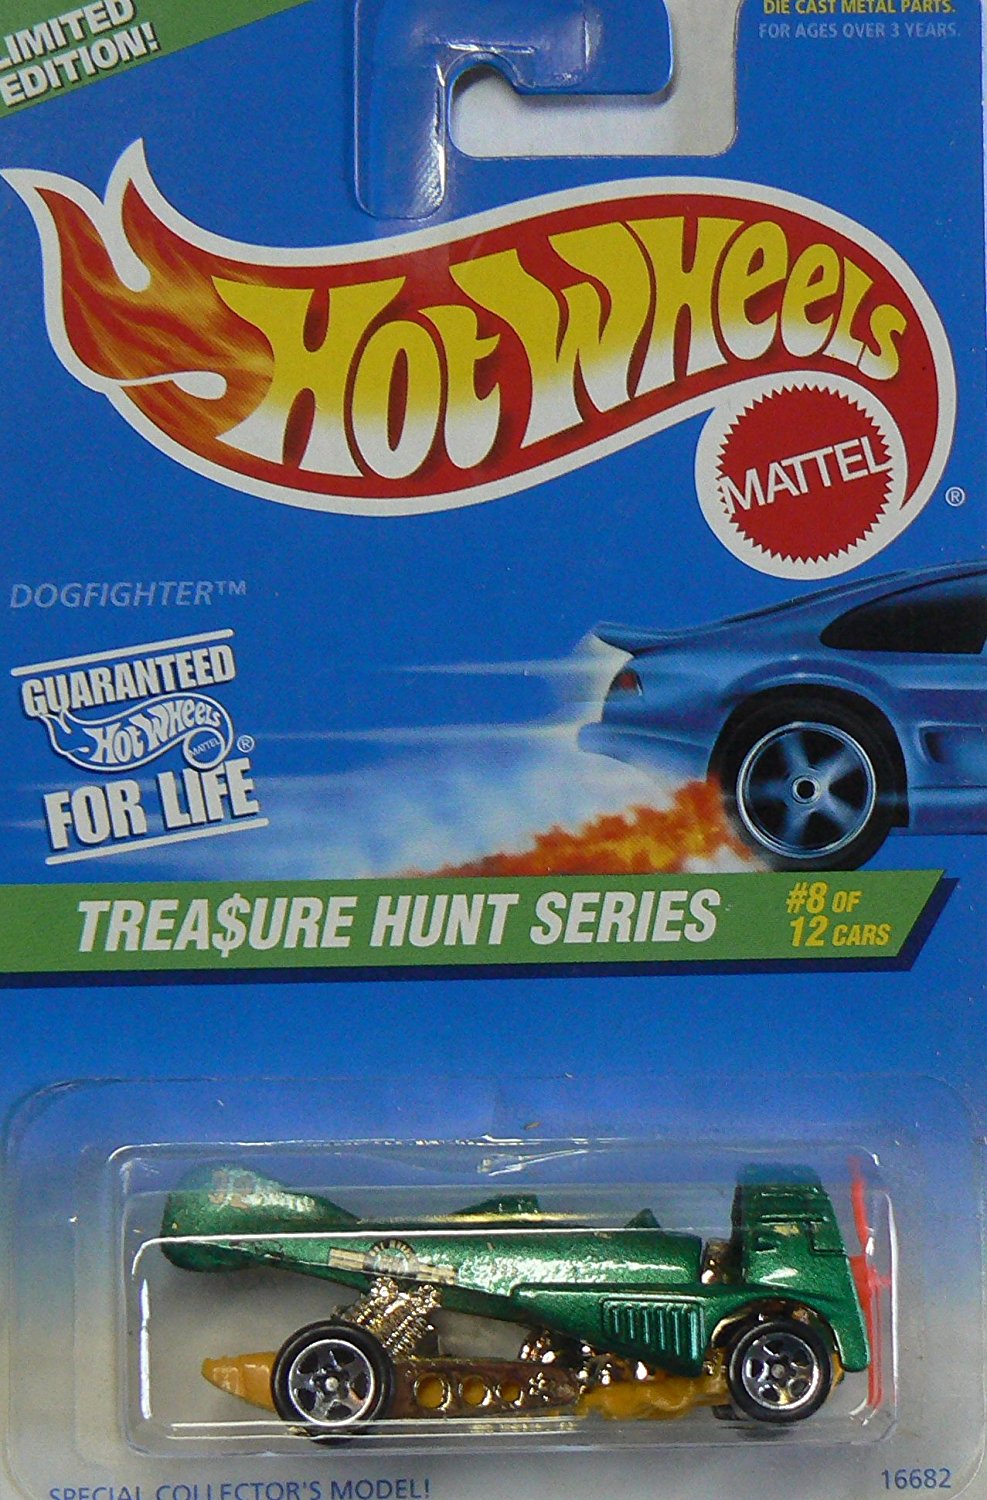 LIMITED
EDITION!
DIE CAST METAL PARTS.
FOR AGES OVER 3 YEARS.
HOT WHEELS
MATTEL
®
DOGFIGHTER™
GUARANTEED
HOT WHEELS
MATTEL ®
FOR LIFE
TREA$URE HUNT SERIES
#8 OF
12 CARS
SPECIAL COLLECTOR'S MODEL!
16682